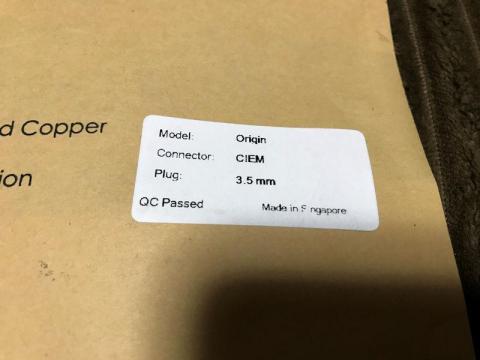 d Copper
ion
Model: Origin
Connector: CIEM
Plug: 3.5 mm
QC Passed Made in Singapore